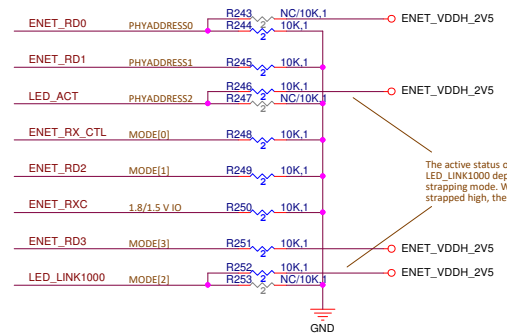 R243 NC/10K,1 ENET_VDDH_2V5
ENET_RD0 PHYADDRESS0 R244 10K,1
2
2
ENET_RD1 PHYADDRESS1 R245 10K,1
2
R246 10K,1 ENET_VDDH_2V5
LED_ACT PHYADDRESS2 R247 NC/10K,1
2
2
ENET_RX_CTL MODE[0] R248 10K,1
2
ENET_RD2 MODE[1] R249 10K,1
2
The active status o
LED_LINK1000 dep
strapping mode. W
strapped high, the
ENET_RXC 1.8/1.5 V IO R250 10K,1
2
ENET_RD3 MODE[3] R251 10K,1 ENET_VDDH_2V5
2
R252 10K,1 ENET_VDDH_2V5
LED_LINK1000 MODE[2] R253 NC/10K,1
2
2
GND